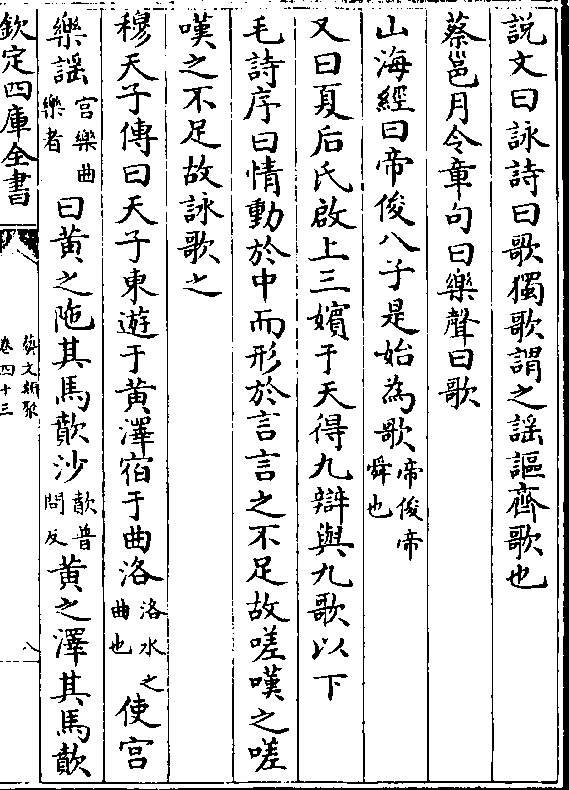 說文曰詠詩曰歌獨歌謂之謡謳齊歌也
蔡邕月令章句曰樂聲曰歌
山海經曰帝俊八子是始為歌帝俊帝舜也
又曰夏后氏啟上三嬪于天得九辯與九歌以下
毛詩序曰情動於中而形於言言之不足故嗟嘆之嗟
嘆之不足故詠歌之
穆天子傳曰天子東遊于黄澤宿于曲洛洛水之曲也使宫
樂謡宫樂曲樂者曰黄之陁其馬歕沙歕普問反黄之澤其馬歕
欽定四庫全書
藝文類聚
卷四十三
八